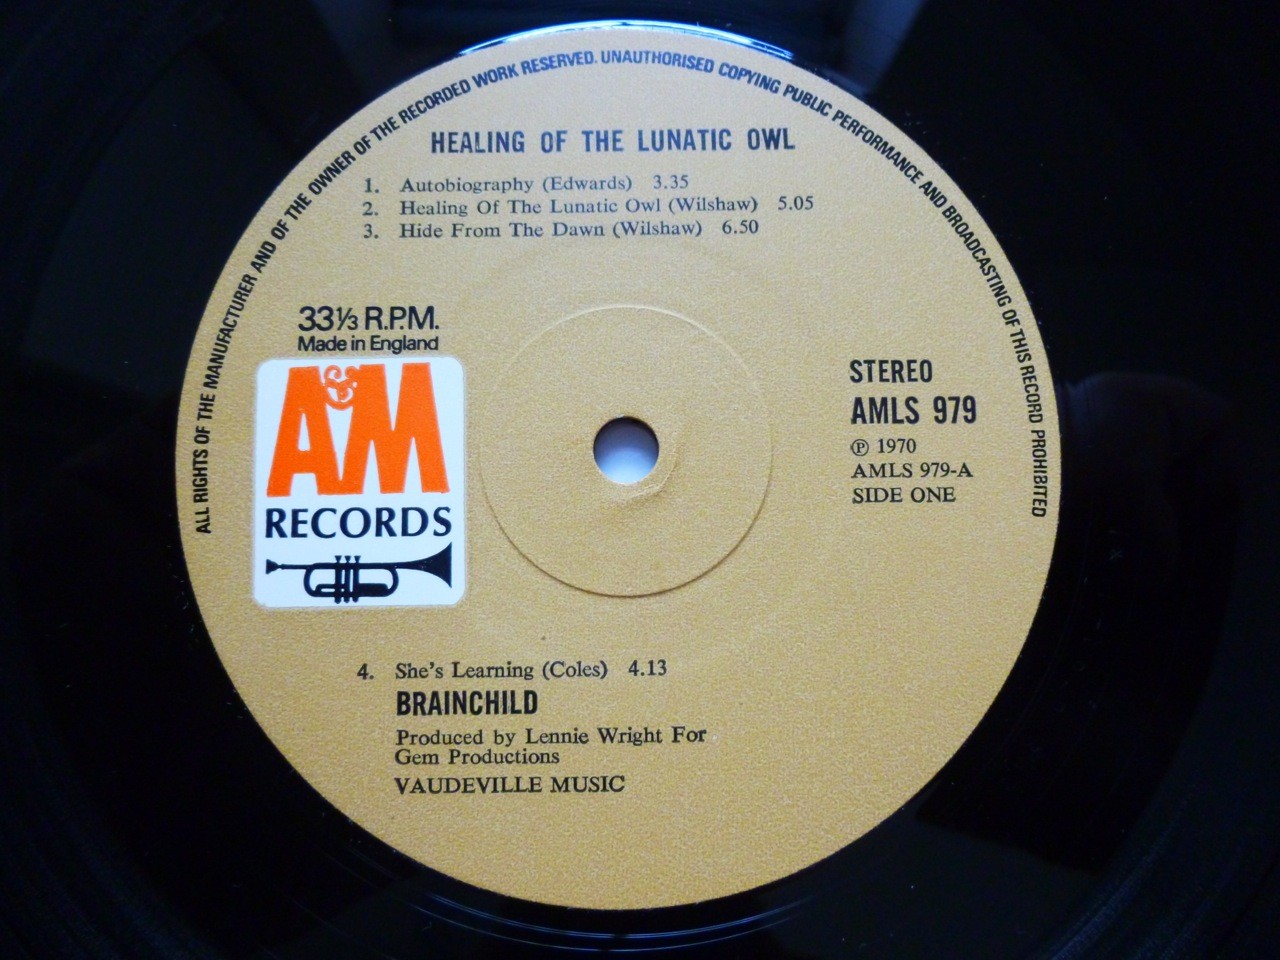 ALL RIGHTS OF THE MANUFACTURER AND OF THE OWNER OF THE RECORDED WORK RESERVED. UNAUTHORISED COPYING PUBLIC PERFORMANCE AND BROADCASTING OF THIS RECORD PROHIBITED
HEALING OF THE LUNATIC OWL
1. Autobiography (Edwards) 3.35
2. Healing Of The Lunatic Owl (Wilshaw) 5.05
3. Hide From The Dawn (Wilshaw) 6.50
33⅓ R.P.M.
Made in England
A&M
RECORDS
STEREO
AMLS 979
℗ 1970
AMLS 979-A
SIDE ONE
4. She's Learning (Coles) 4.13
BRAINCHILD
Produced by Lennie Wright For
Gem Productions
VAUDEVILLE MUSIC